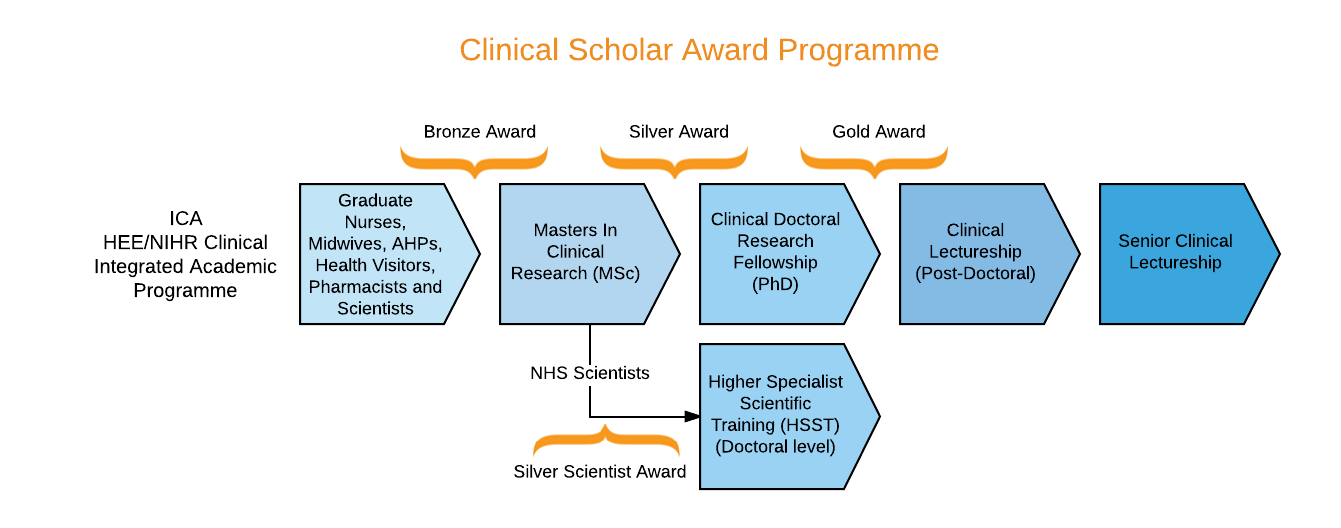 Clinical Scholar Award Programme
Bronze Award
Silver Award
Gold Award
ICA
HEE/NIHR Clinical
Integrated Academic
Programme
Graduate
Nurses,
Midwives, AHPs,
Health Visitors,
Pharmacists and
Scientists
Masters In
Clinical
Research (MSc)
Clinical Doctoral
Research
Fellowship
(PhD)
Clinical
Lectureship
(Post-Doctoral)
Senior Clinical
Lectureship
NHS Scientists
Higher Specialist
Scientific
Training (HSST)
(Doctoral level)
Silver Scientist Award